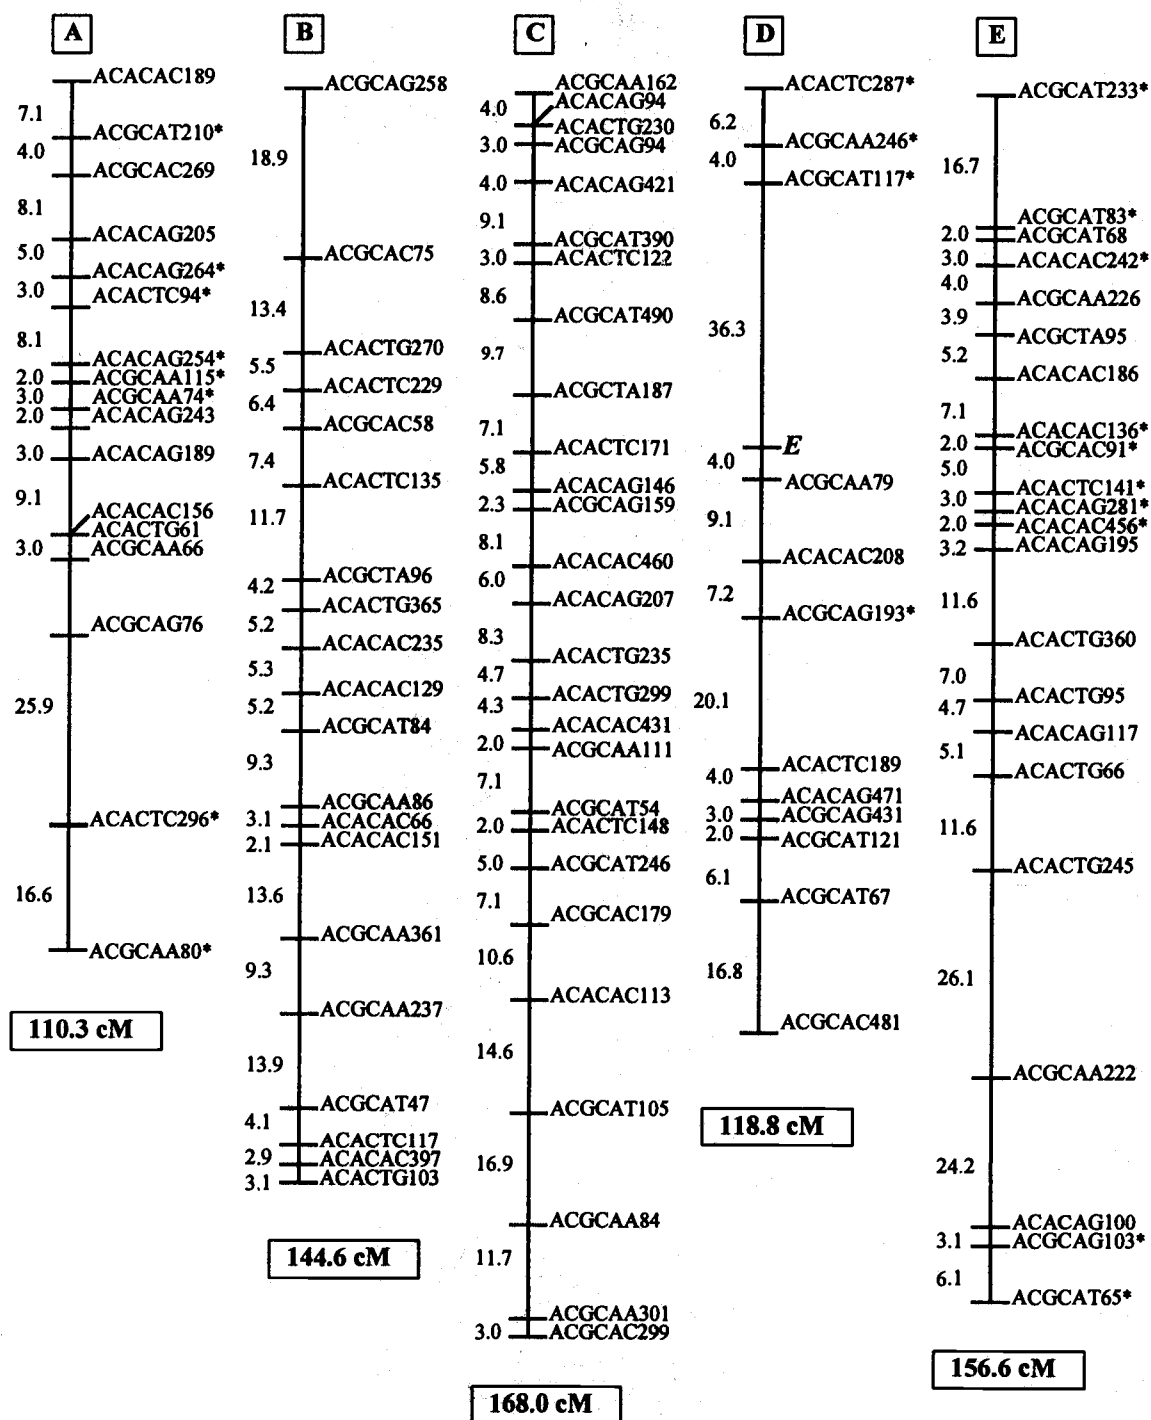 A
ACACAC189
7.1
ACGCAT210*
4.0
ACGCAC269
8.1
ACACAG205
5.0
ACACAG264*
3.0
ACACTC94*
8.1
ACACAG254*
2.0
ACGCAA115*
3.0
ACGCAA74*
2.0
ACACAG243
3.0
ACACAG189
9.1
ACACAC156
ACACTG61
3.0
ACGCAA66
ACGCAG76
25.9
ACACTC296*
16.6
ACGCAA80*
110.3 cM
B
ACGCAG258
18.9
ACGCAC75
13.4
ACACTG270
5.5
ACACTC229
6.4
ACGCAC58
7.4
ACACTC135
11.7
ACGCTA96
4.2
ACACTG365
5.2
ACACAC235
5.3
ACACAC129
5.2
ACGCAT84
9.3
ACGCAA86
3.1
ACACAC66
2.1
ACACAC151
13.6
ACGCAA361
9.3
ACGCAA237
13.9
ACGCAT47
4.1
ACACTC117
2.9
ACACAC397
3.1
ACACTG103
144.6 cM
C
ACGCAA162
4.0
ACACAG94
ACACTG230
3.0
ACGCAG94
4.0
ACACAG421
9.1
ACGCAT390
3.0
ACACTC122
8.6
ACGCAT490
9.7
ACGCTA187
7.1
ACACTC171
5.8
ACACAG146
2.3
ACGCAG159
8.1
ACACAC460
6.0
ACACAG207
8.3
ACACTG235
4.7
ACACTG299
4.3
ACACAC431
2.0
ACGCAA111
7.1
ACGCAT54
2.0
ACACTC148
5.0
ACGCAT246
7.1
ACGCAC179
10.6
ACACAC113
14.6
ACGCAT105
16.9
ACGCAA84
11.7
ACGCAA301
3.0
ACGCAC299
168.0 cM
D
ACACTC287*
6.2
ACGCAA246*
4.0
ACGCAT117*
36.3
E
4.0
ACGCAA79
9.1
ACACAC208
7.2
ACGCAG193*
20.1
ACACTC189
4.0
ACACAG471
3.0
ACGCAG431
2.0
ACGCAT121
6.1
ACGCAT67
16.8
ACGCAC481
118.8 cM
E
ACGCAT233*
16.7
ACGCAT83*
2.0
ACGCAT68
3.0
ACACAC242*
4.0
ACGCAA226
3.9
ACGCTA95
5.2
ACACAC186
7.1
ACACAC136*
2.0
ACGCAC91*
5.0
ACACTC141*
3.0
ACACAG281*
2.0
ACACAC456*
3.2
ACACAG195
11.6
ACACTG360
7.0
ACACTG95
4.7
ACACAG117
5.1
ACACTG66
11.6
ACACTG245
26.1
ACGCAA222
24.2
ACACAG100
3.1
ACGCAG103*
6.1
ACGCAT65*
156.6 cM